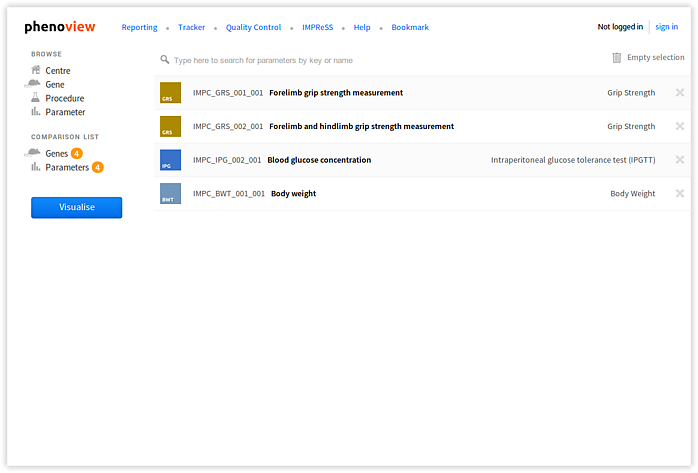 phenoview Reporting Tracker Quality Control IMPReSS Help Bookmark Not logged in sign in
BROWSE
Centre
Gene
Procedure
Parameter
COMPARISON LIST
Genes 4
Parameters 4
Visualise
Type here to search for parameters by key or name Empty selection
GRS IMPC_GRS_001_001 Forelimb grip strength measurement Grip Strength
GRS IMPC_GRS_002_001 Forelimb and hindlimb grip strength measurement Grip Strength
IPG IMPC_IPG_002_001 Blood glucose concentration Intraperitoneal glucose tolerance test (IPGTT)
BWT IMPC_BWT_001_001 Body weight Body Weight